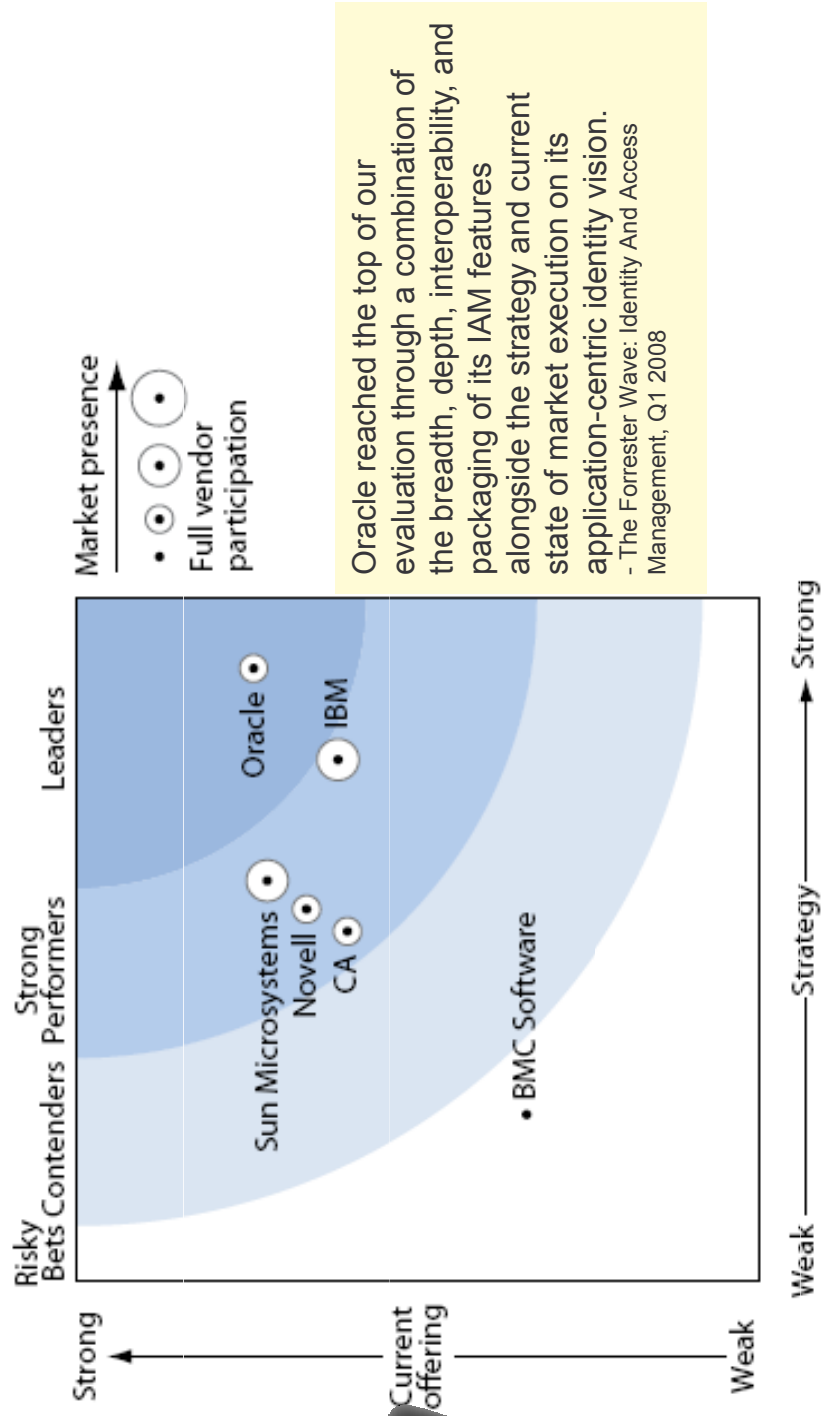 Risky
Bets
Contenders
Strong
Performers
Leaders
Market presence
Full vendor
participation
Strong
Current
offering
Weak
Sun Microsystems
Novell
CA
Oracle
IBM
BMC Software
Weak
Strategy
Strong
Oracle reached the top of our
evaluation through a combination of
the breadth, depth, interoperability, and
packaging of its IAM features
alongside the strategy and current
state of market execution on its
application-centric identity vision.
- The Forrester Wave: Identity And Access
Management, Q1 2008